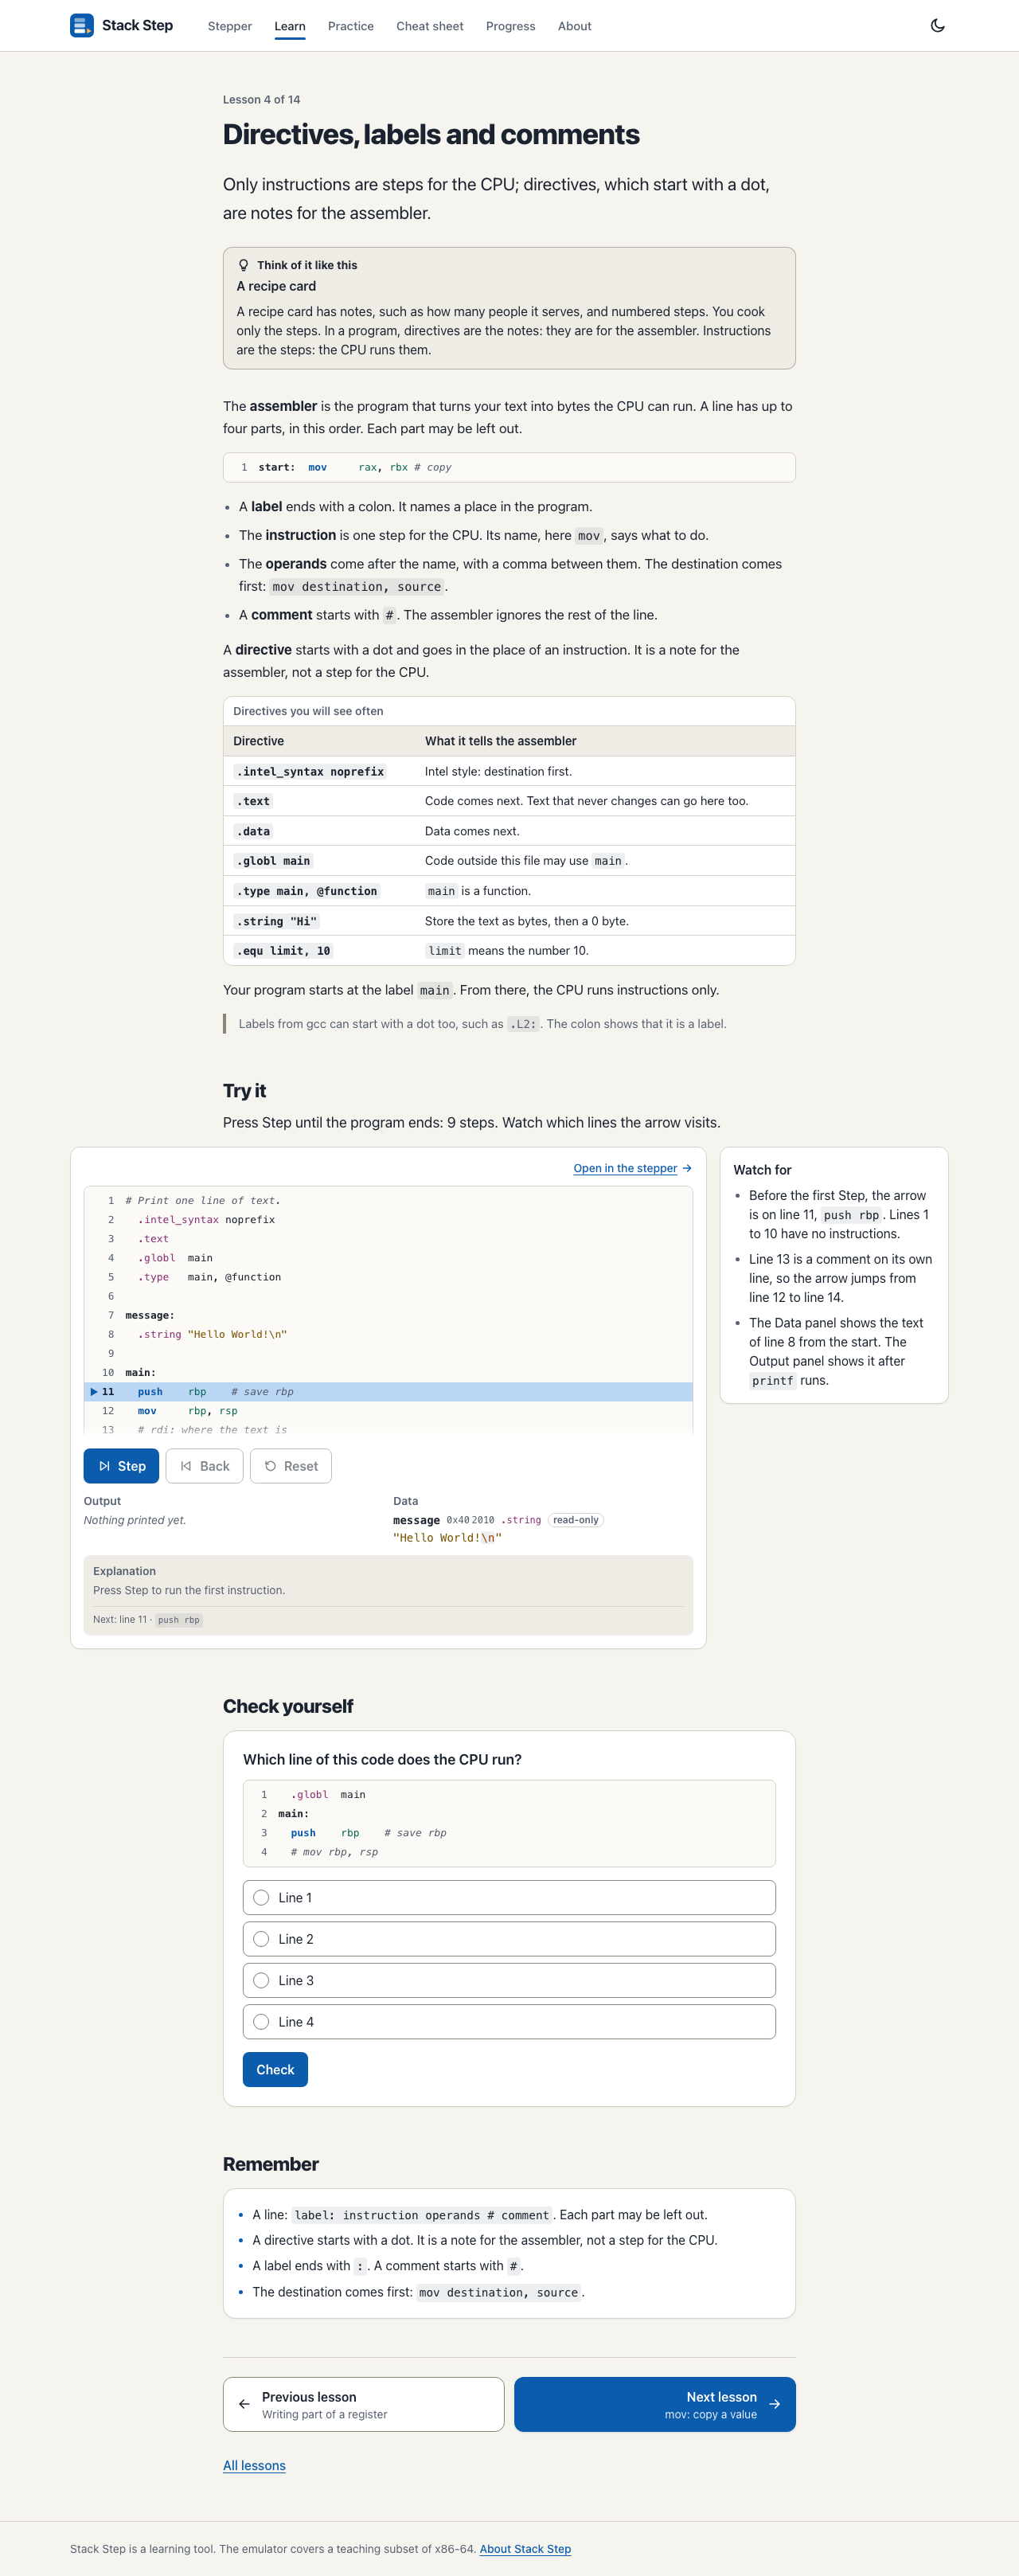 Stack Step
Stepper
Learn
Practice
Cheat sheet
Progress
About
Lesson 4 of 14
Directives, labels and comments
Only instructions are steps for the CPU; directives, which start with a dot,
are notes for the assembler.
Think of it like this
A recipe card
A recipe card has notes, such as how many people it serves, and numbered steps. You cook
only the steps. In a program, directives are the notes: they are for the assembler. Instructions
are the steps: the CPU runs them.
The assembler is the program that turns your text into bytes the CPU can run. A line has up to
four parts, in this order. Each part may be left out.
1 start: mov rax, rbx # copy
• A label ends with a colon. It names a place in the program.
• The instruction is one step for the CPU. Its name, here mov, says what to do.
• The operands come after the name, with a comma between them. The destination comes
first: mov destination, source.
• A comment starts with #. The assembler ignores the rest of the line.
A directive starts with a dot and goes in the place of an instruction. It is a note for the
assembler, not a step for the CPU.
Directives you will see often
Directive What it tells the assembler
.intel_syntax noprefix Intel style: destination first.
.text Code comes next. Text that never changes can go here too.
.data Data comes next.
.globl main Code outside this file may use main.
.type main, @function main is a function.
.string "Hi" Store the text as bytes, then a 0 byte.
.equ limit, 10 limit means the number 10.
Your program starts at the label main. From there, the CPU runs instructions only.
Labels from gcc can start with a dot too, such as .L2:. The colon shows that it is a label.
Try it
Press Step until the program ends: 9 steps. Watch which lines the arrow visits.
Open in the stepper →
1 # Print one line of text.
2 .intel_syntax noprefix
3 .text
4 .globl main
5 .type main, @function
6
7 message:
8 .string "Hello World!\n"
9
10 main:
11 push rbp # save rbp
12 mov rbp, rsp
13 # rdi: where the text is
Step
Back
Reset
Output
Nothing printed yet.
Data
message 0x402010 .string read-only
"Hello World!\n"
Explanation
Press Step to run the first instruction.
Next: line 11 · push rbp
Watch for
• Before the first Step, the arrow
is on line 11, push rbp. Lines 1
to 10 have no instructions.
• Line 13 is a comment on its own
line, so the arrow jumps from
line 12 to line 14.
• The Data panel shows the text
of line 8 from the start. The
Output panel shows it after
printf runs.
Check yourself
Which line of this code does the CPU run?
1 .globl main
2 main:
3 push rbp # save rbp
4 # mov rbp, rsp
Line 1
Line 2
Line 3
Line 4
Check
Remember
• A line: label: instruction operands # comment. Each part may be left out.
• A directive starts with a dot. It is a note for the assembler, not a step for the CPU.
• A label ends with :. A comment starts with #.
• The destination comes first: mov destination, source.
← Previous lesson
Writing part of a register
Next lesson →
mov: copy a value
All lessons
Stack Step is a learning tool. The emulator covers a teaching subset of x86-64. About Stack Step